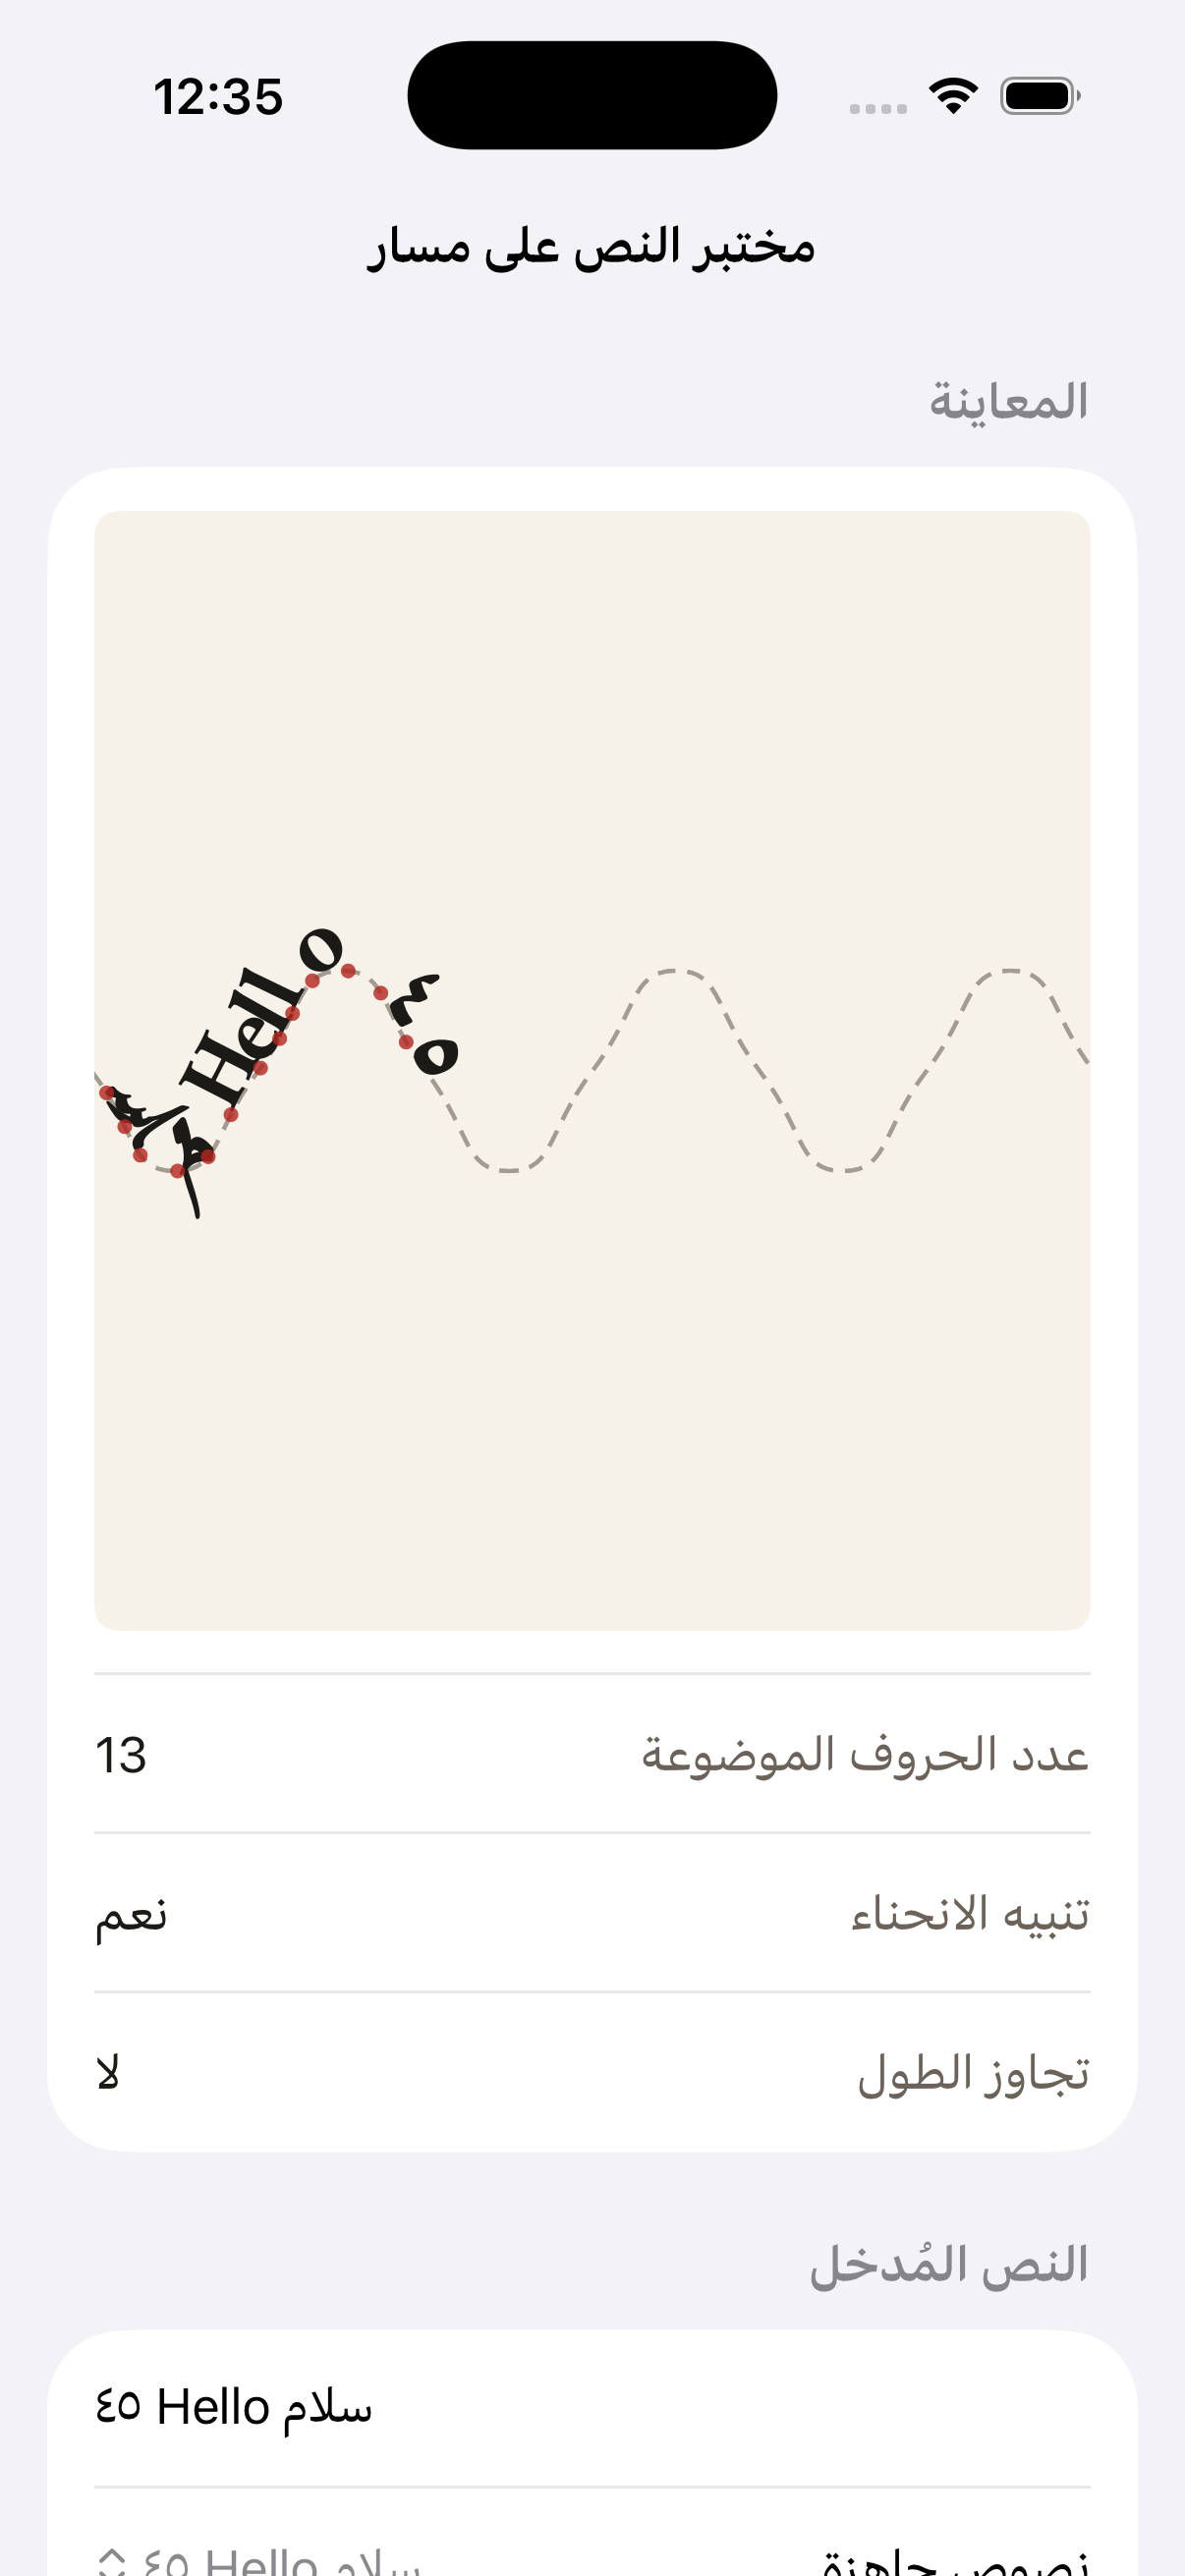 12:35
مختبر النص على مسار
المعاينة
سلام Hello ٤٥
عدد الحروف الموضوعة 13
تنبيه الانحناء نعم
تجاوز الطول لا
النص المُدخل
سلام Hello ٤٥
نصوص جاهزة سلام Hello ٤٥